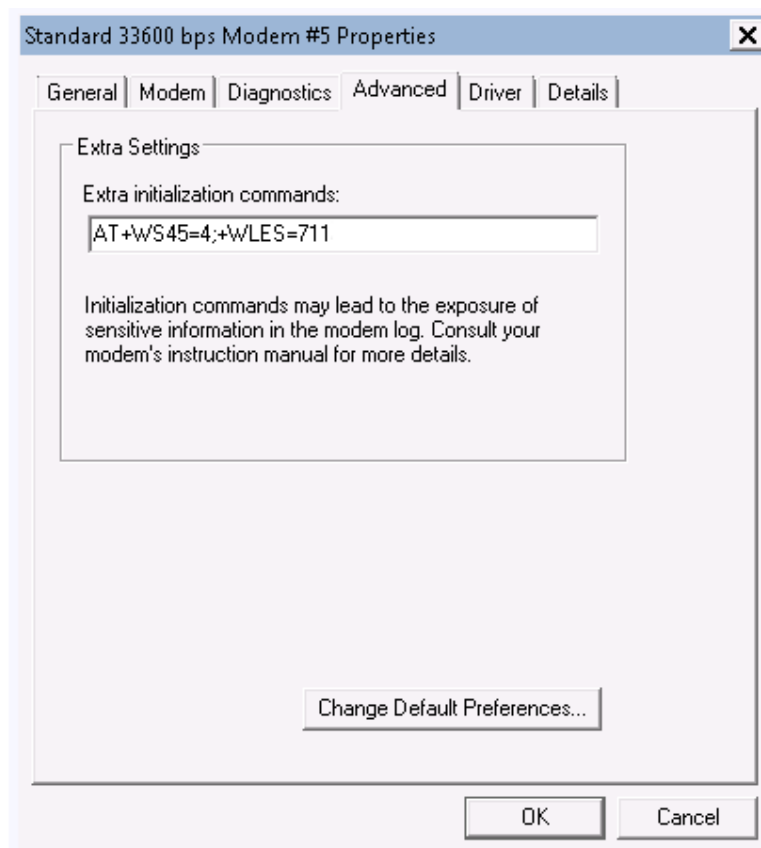 Standard 33600 bps Modem #5 Properties
General Modem Diagnostics Advanced Driver Details
Extra Settings
Extra initialization commands:
AT+WS45=4;+WLES=711
Initialization commands may lead to the exposure of
sensitive information in the modem log. Consult your
modem's instruction manual for more details.
Change Default Preferences...
OK Cancel